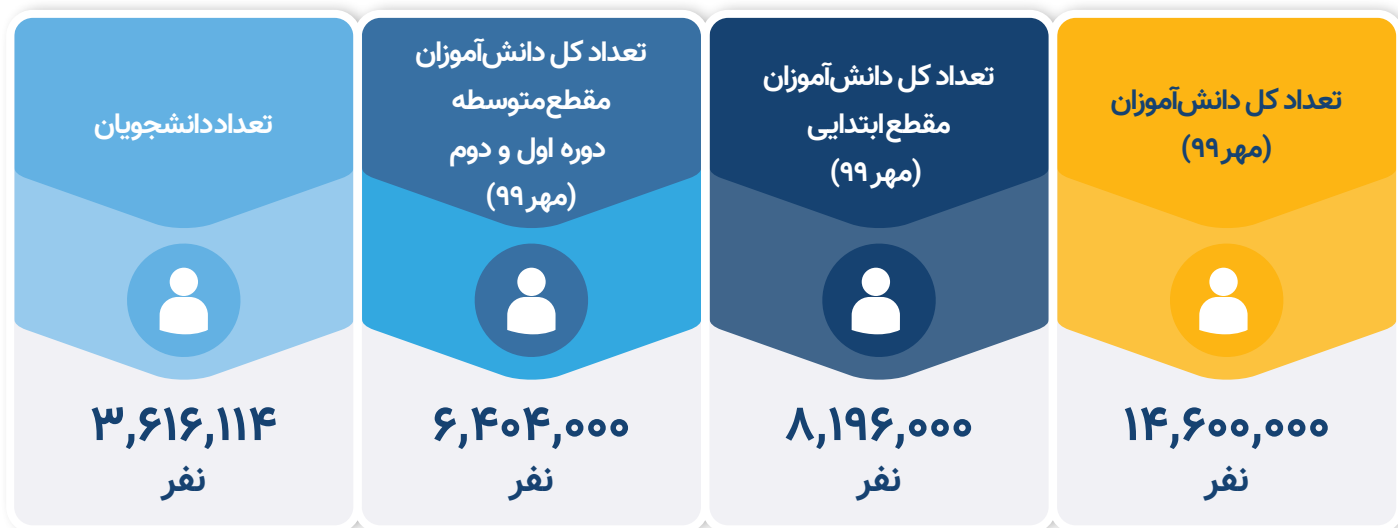 تعداد کل دانش‌آموزان
(مهر ۹۹)
۱۴,۶۰۰,۰۰۰
نفر
تعداد کل دانش‌آموزان
مقطع ابتدایی
(مهر ۹۹)
۸,۱۹۶,۰۰۰
نفر
تعداد کل دانش‌آموزان
مقطع متوسطه
دوره اول و دوم
(مهر ۹۹)
۶,۴۰۴,۰۰۰
نفر
تعداد دانشجویان
۳,۶۱۶,۱۱۴
نفر